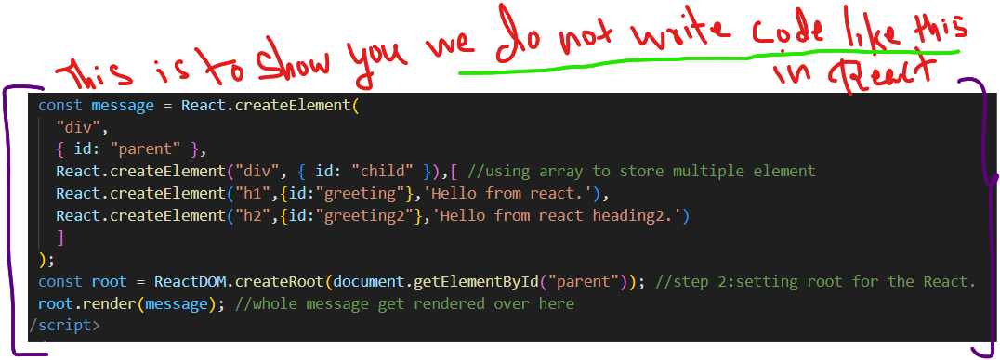 This is to show you we do not write code like this
in React
const message = React.createElement(
"div",
{ id: "parent" },
React.createElement("div", { id: "child" }),[ //using array to store multiple element
React.createElement("h1",{id:"greeting"},'Hello from react.'),
React.createElement("h2",{id:"greeting2"},'Hello from react heading2.')
]
);
const root = ReactDOM.createRoot(document.getElementById("parent")); //step 2:setting root for the React.
root.render(message); //whole message get rendered over here
/script>